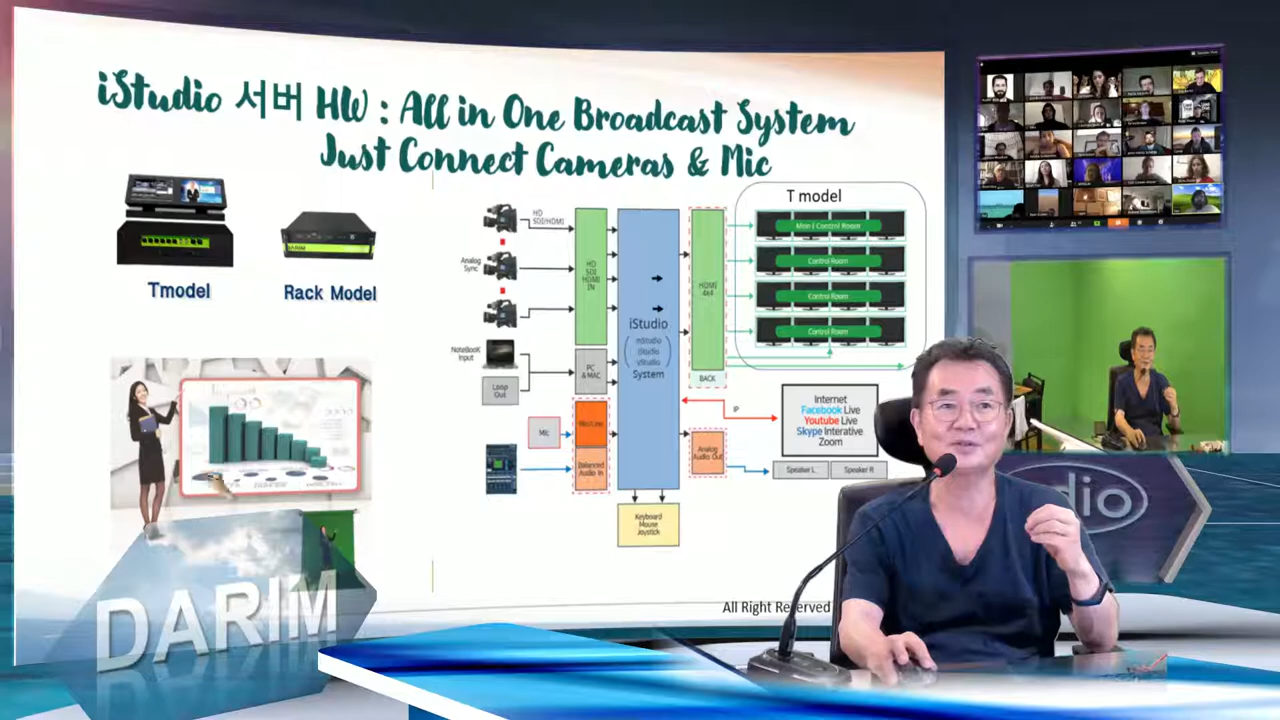 iStudio 서버 HW : All in One Broadcast System
Just Connect Cameras & Mic
Tmodel
Rack Model
DARIM
HD
SDI/HDMI
Analog
Sync
NoteBook
Input
Loop
Out
Mic
HD
SDI
HDMI
IN
PC
& MAC
Mic/Line
Balanced
Audio In
iStudio
System
Keyboard
Mouse
Joystick
HDMI
4x4
BACK
IP
Analog
Audio Out
T model
Main Control Room
Control Room
Control Room
Control Room
Internet
Facebook Live
Youtube Live
Skype Interative
Zoom
Speaker L
Speaker R
All Right Reserved
dio
DARIM